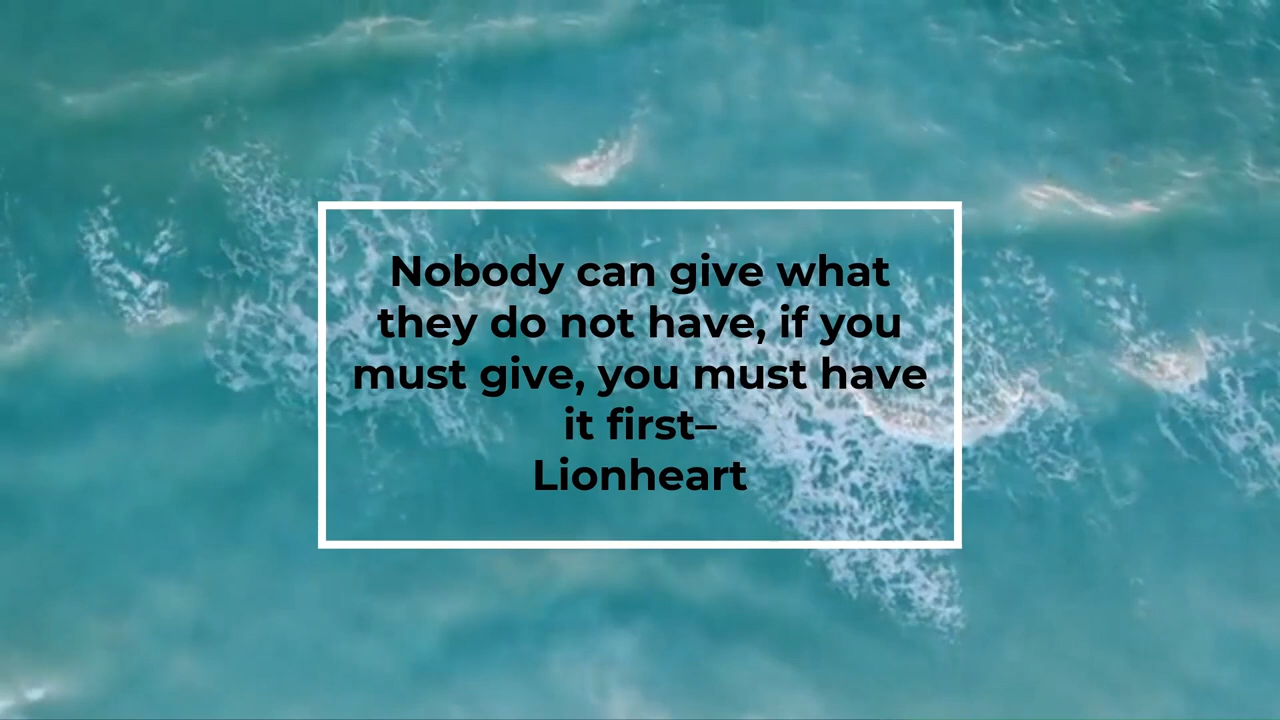 Nobody can give what
they do not have, if you
must give, you must have
it first–
Lionheart